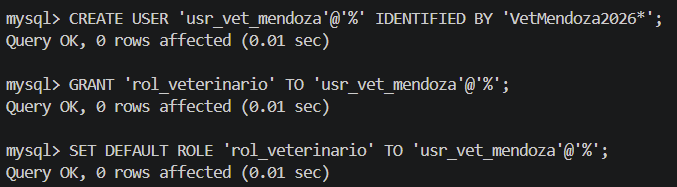 mysql> CREATE USER 'usr_vet_mendoza'@'%' IDENTIFIED BY 'VetMendoza2026*';
Query OK, 0 rows affected (0.01 sec)
mysql> GRANT 'rol_veterinario' TO 'usr_vet_mendoza'@'%';
Query OK, 0 rows affected (0.01 sec)
mysql> SET DEFAULT ROLE 'rol_veterinario' TO 'usr_vet_mendoza'@'%';
Query OK, 0 rows affected (0.01 sec)